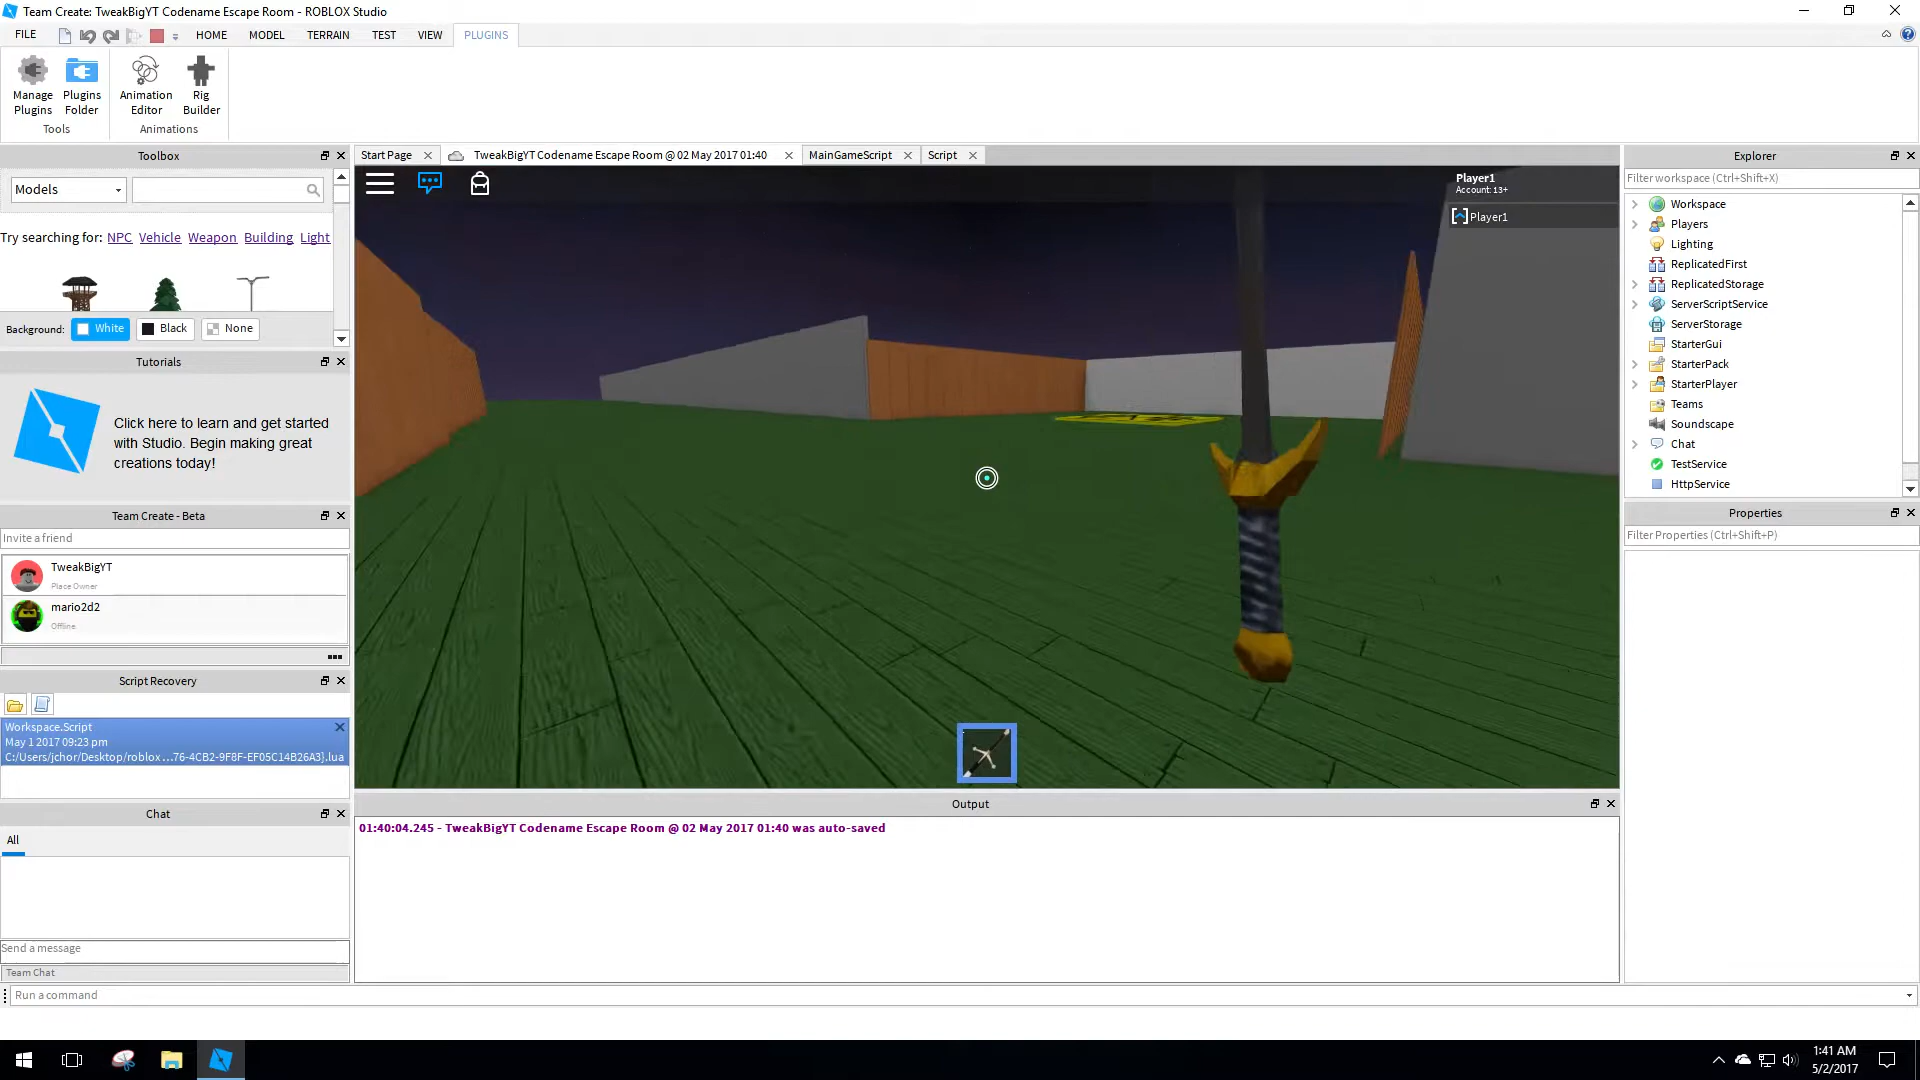 Team Create: TweakBigYT Codename Escape Room - ROBLOX Studio
FILE
HOME
MODEL
TERRAIN
TEST
VIEW
PLUGINS
Manage Plugins
Plugins Folder
Animation Editor
Rig Builder
Tools
Animations
Toolbox
Models
Try searching for: NPC Vehicle Weapon Building Light
Background: White Black None
Tutorials
Click here to learn and get started
with Studio. Begin making great
creations today!
Team Create - Beta
Invite a friend
TweakBigYT
Place Owner
mario2d2
Offline
Script Recovery
Workspace.Script
May 1 2017 09:23 pm
C:/Users/jchor/Desktop/roblox ...76-4CB2-9F8F-EF05C14B26A3}.lua
Chat
All
Send a message
Team Chat
Run a command
Start Page
TweakBigYT Codename Escape Room @ 02 May 2017 01:40
MainGameScript
Script
Player1
Account: 13+
Player1
Output
01:40:04.245 - TweakBigYT Codename Escape Room @ 02 May 2017 01:40 was auto-saved
Explorer
Filter workspace (Ctrl+Shift+X)
Workspace
Players
Lighting
ReplicatedFirst
ReplicatedStorage
ServerScriptService
ServerStorage
StarterGui
StarterPack
StarterPlayer
Teams
Soundscape
Chat
TestService
HttpService
Properties
Filter Properties (Ctrl+Shift+P)
1:41 AM
5/2/2017